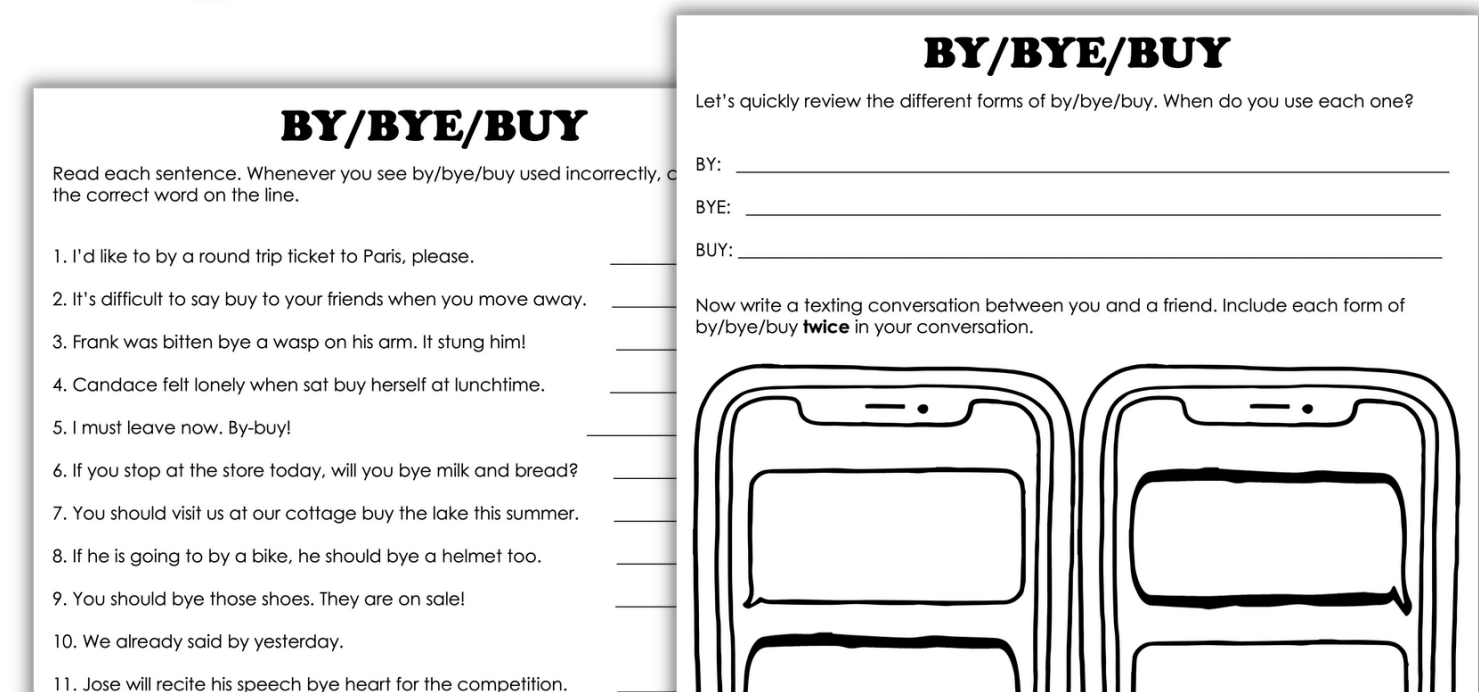 BY/BYE/BUY
Read each sentence. Whenever you see by/bye/buy used incorrectly,
the correct word on the line.
1. I'd like to by a round trip ticket to Paris, please.
2. It's difficult to say buy to your friends when you move away.
3. Frank was bitten bye a wasp on his arm. It stung him!
4. Candace felt lonely when sat buy herself at lunchtime.
5. I must leave now. By-buy!
6. If you stop at the store today, will you bye milk and bread?
7. You should visit us at our cottage buy the lake this summer.
8. If he is going to by a bike, he should bye a helmet too.
9. You should bye those shoes. They are on sale!
10. We already said by yesterday.
11. Jose will recite his speech bye heart for the competition.
BY/BYE/BUY
Let's quickly review the different forms of by/bye/buy. When do you use each one?
BY:
BYE:
BUY:
Now write a texting conversation between you and a friend. Include each form of
by/bye/buy twice in your conversation.